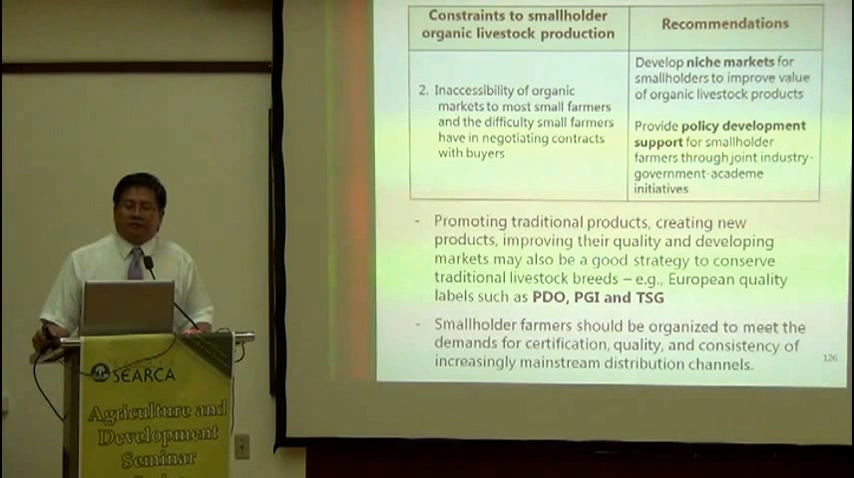 Constraints to smallholder
organic livestock production
Recommendations
2. Inaccessibility of organic
markets to most small farmers
and the difficulty small farmers
have in negotiating contracts
with buyers
Develop niche markets for
smallholders to improve value
of organic livestock products
Provide policy development
support for smallholder
farmers through joint industry-
government-academe
initiatives
- Promoting traditional products, creating new
products, improving their quality and developing
markets may also be a good strategy to conserve
traditional livestock breeds – e.g., European quality
labels such as PDO, PGI and TSG
- Smallholder farmers should be organized to meet the
demands for certification, quality, and consistency of
increasingly mainstream distribution channels.
126
SEARCA
Agriculture and
Development
Seminar